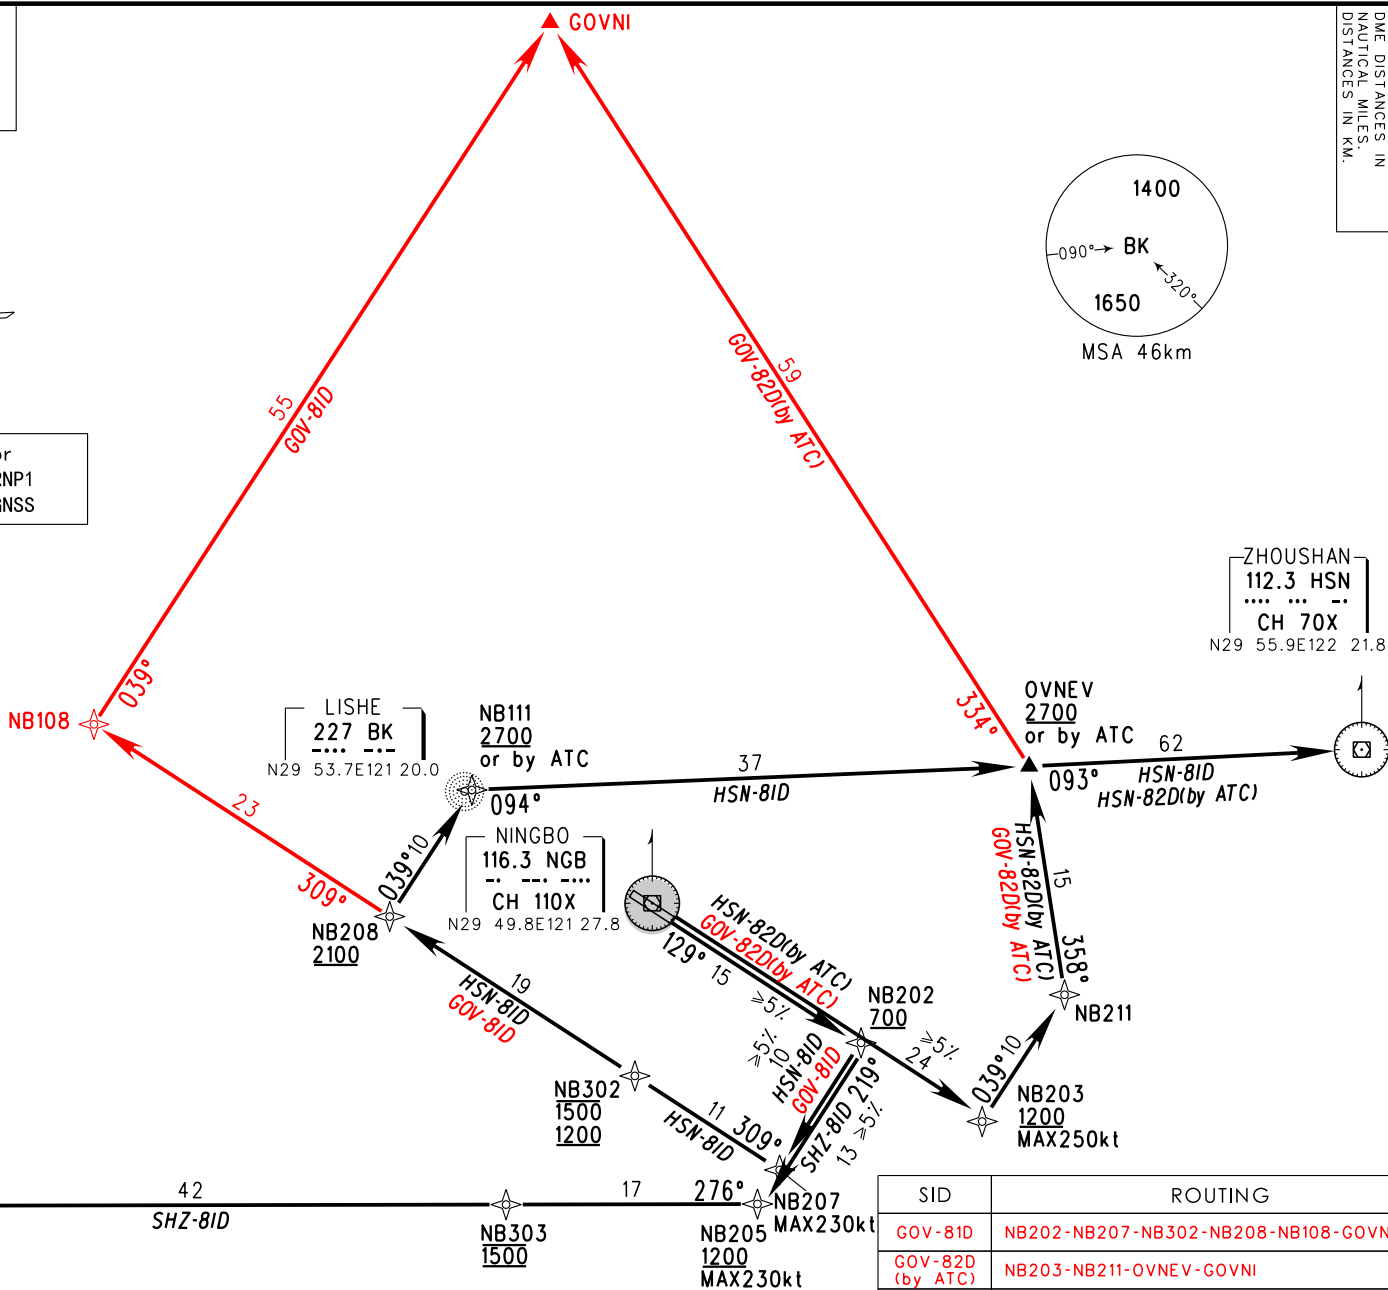 GOVNI
DME DISTANCES IN
NAUTICAL MILES.
DISTANCES IN KM.
1400
090°
BK
320°
1650
MSA 46km
55
GOV-81D
59
GOV-82D(by ATC)
NP1
NSS
ZHOUSHAN
112.3 HSN
CH 70X
N29 55.9E122 21.8
039°
NB108
LISHE
227 BK
N29 53.7E121 20.0
NB111
2700
or by ATC
334°
OVNEV
2700
or by ATC
37
HSN-81D
62
HSN-81D
HSN-82D(by ATC)
093°
094°
23
309°
039°
10
NINGBO
116.3 NGB
CH 110X
N29 49.8E121 27.8
NB208
2100
HSN-82D(by ATC)
GOV-82D(by ATC)
129°
15
≥5%
HSN-82D(by ATC)
GOV-82D(by ATC)
15
358°
NB211
19
HSN-81D
GOV-81D
NB202
700
≥5%
24
039°
10
≥5%
10
HSN-81D
GOV-81D
219°
SHZ-81D
13 ≥5%
NB203
1200
MAX250kt
NB302
1500
1200
11
309°
HSN-81D
42
SHZ-81D
17
276°
NB303
1500
NB207
MAX230kt
NB205
1200
MAX230kt
SID ROUTING
GOV-81D NB202-NB207-NB302-NB208-NB108-GOVN
GOV-82D
(by ATC) NB203-NB211-OVNEV-GOVNI